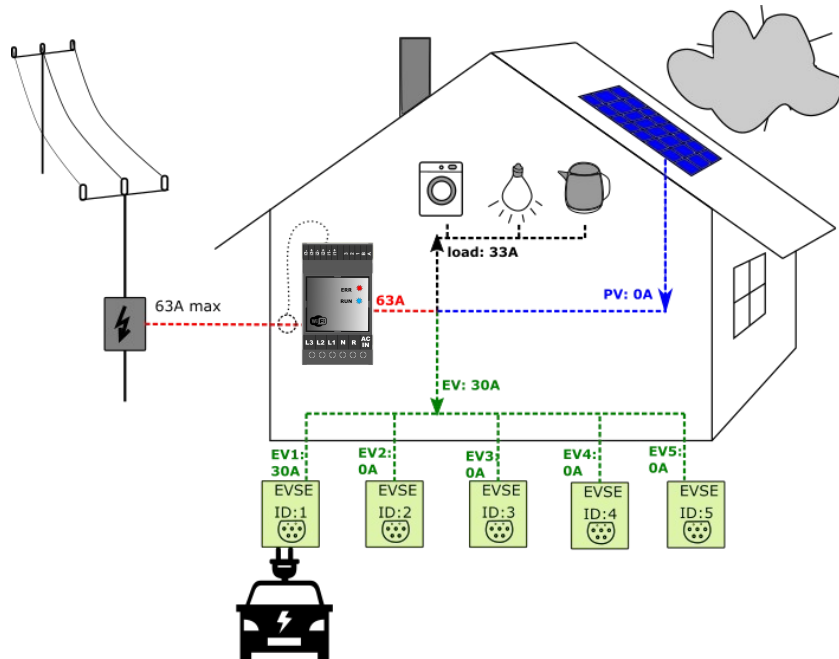 load: 33A
ERR
RUN
WiFi
L3 L2 L1 N R AC IN
63A max
63A
PV: 0A
EV: 30A
EV1:
30A
EV2:
0A
EV3:
0A
EV4:
0A
EV5:
0A
EVSE
ID:1
EVSE
ID:2
EVSE
ID:3
EVSE
ID:4
EVSE
ID:5